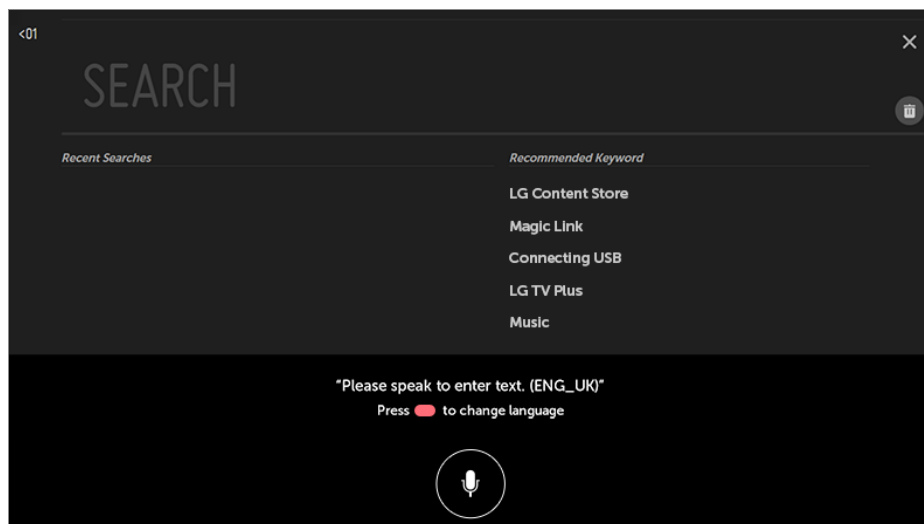 <01
SEARCH
Recent Searches
Recommended Keyword
LG Content Store
Magic Link
Connecting USB
LG TV Plus
Music
“Please speak to enter text. (ENG_UK)”
Press to change language